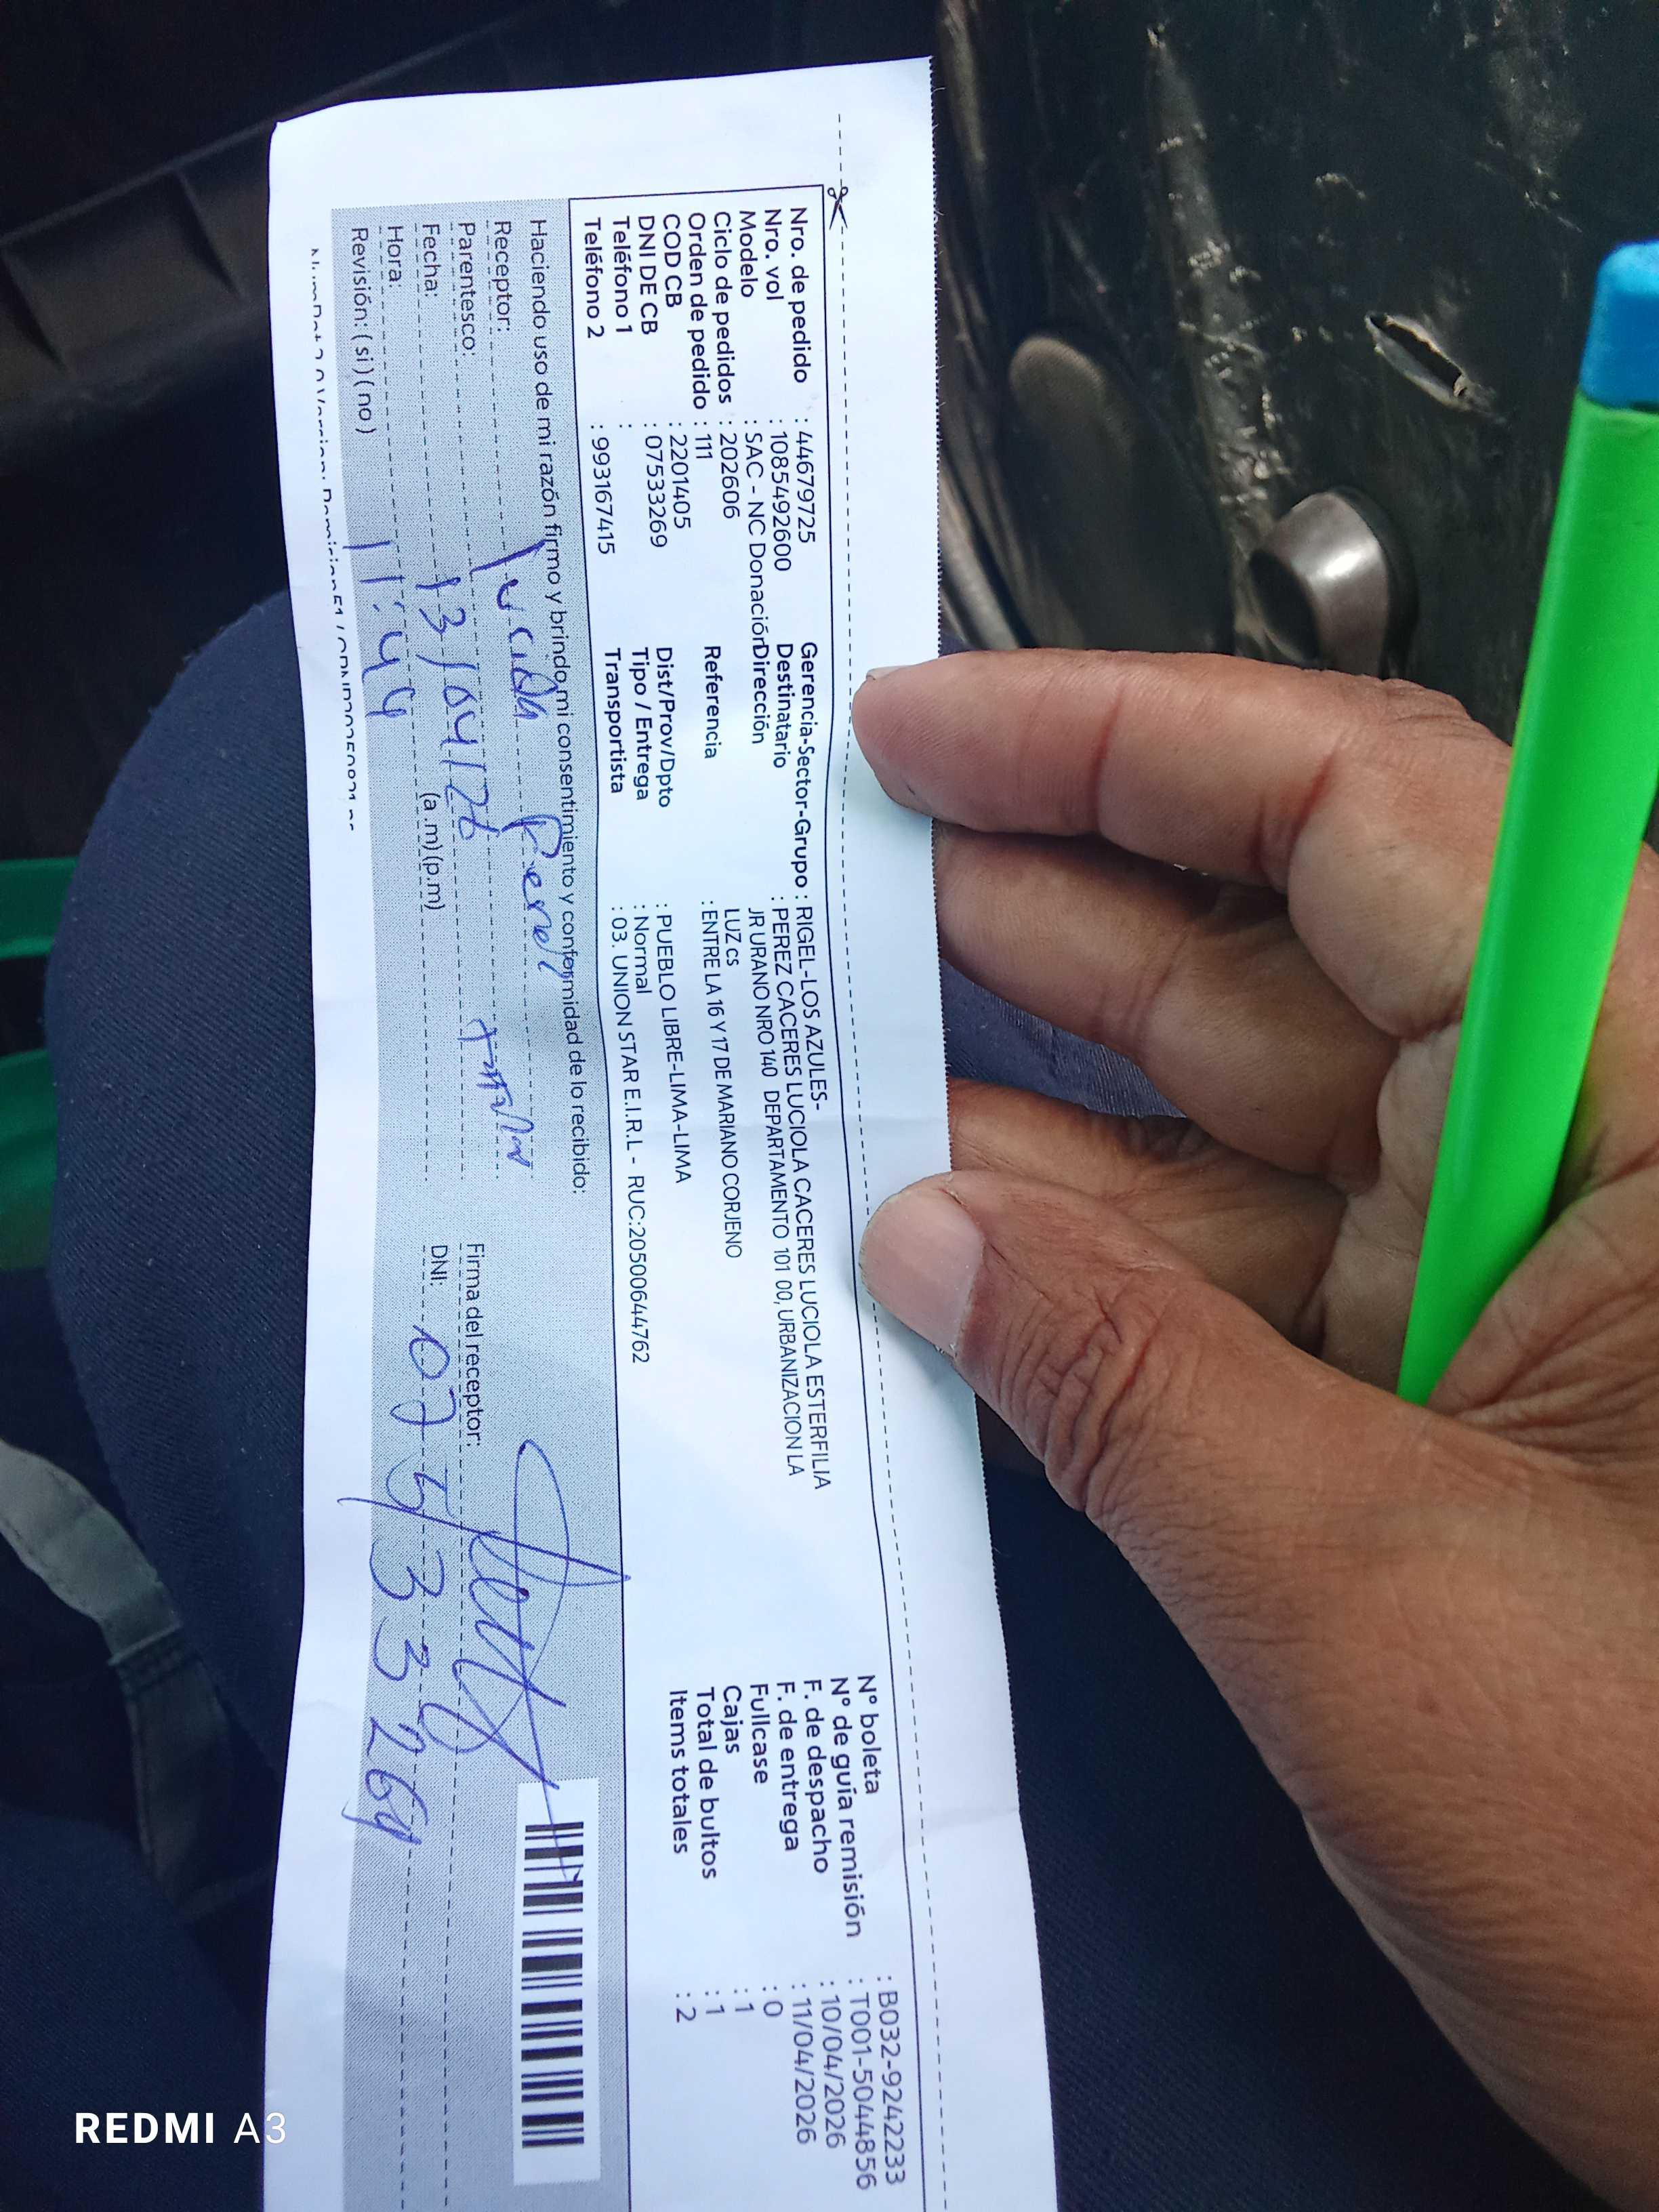 Nro. de pedido : 44679725
Nro. vol : 1085492600
Modelo : SAC - NC Donación
Ciclo de pedidos : 202606
Orden de pedido : 111
COD CB : 2201405
DNI DE CB : 07533269
Teléfono 1 :
Teléfono 2 : 993167415
Gerencia-Sector-Grupo : RIGEL-LOS AZULES-
Destinatario : PEREZ CACERES LUCIOLA CACERES LUCIOLA ESTERFILIA
Dirección JR URANO NRO 140 DEPARTAMENTO 101 00, URBANIZACION LA
LUZ cs
Referencia : ENTRE LA 16 Y 17 DE MARIANO CORJENO
Dist/Prov/Dpto : PUEBLO LIBRE-LIMA-LIMA
Tipo / Entrega : Normal
Transportista : 03. UNION STAR E.I.R.L - RUC:20500644762
N° boleta : B032-9242233
N° de guía remisión : T001-5044856
F. de despacho : 10/04/2026
F. de entrega : 11/04/2026
Fullcase : 0
Cajas : 1
Total de bultos : 1
Items totales : 2
Haciendo uso de mi razón firmo y brindo mi consentimiento y conformidad de lo recibido:
Receptor:
Parentesco:
Fecha: 13/04/26
Hora: 11:44 (a.m) (p.m)
Revisión: (si) (no)
Firma del receptor:
DNI: 07533269
REDMI A3